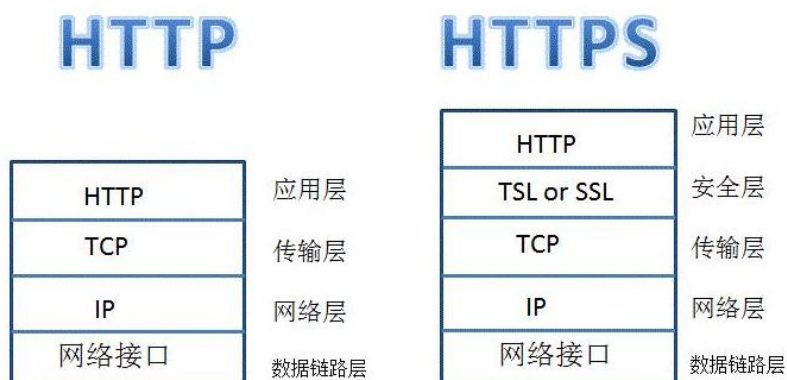 HTTP
HTTP 应用层
TCP 传输层
IP 网络层
网络接口 数据链路层
HTTPS
HTTP 应用层
TSL or SSL 安全层
TCP 传输层
IP 网络层
网络接口 数据链路层